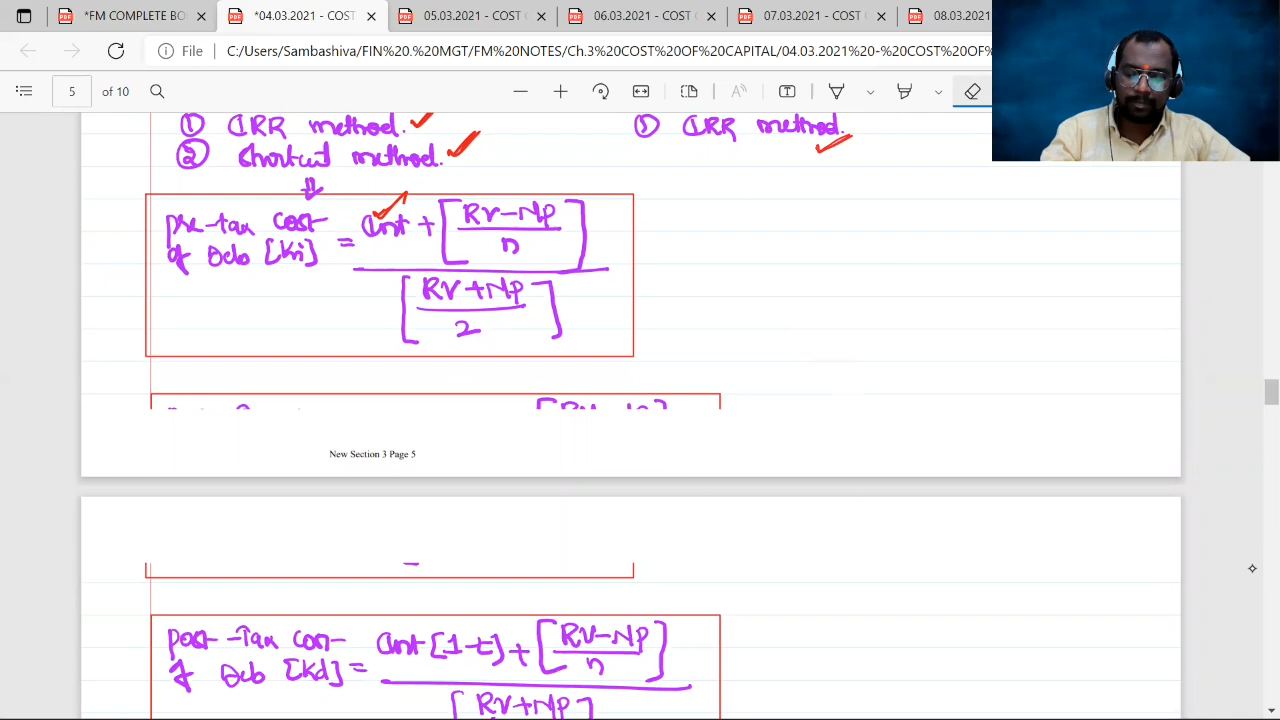 *FM COMPLETE BO
*04.03.2021 - COST C
05.03.2021 - COST C
06.03.2021 - COST C
07.03.2021 - COST C
08.03.2021
File
C:/Users/Sambashiva/FIN%20.%20MGT/FM%20NOTES/Ch.3%20COST%20OF%20CAPITAL/04.03.2021%20-%20COST%20OF%
5 of 10
① IRR method.
② Shortcut method.
① IRR method.
pre-tax cost of Deb [Ki] = Int + [RV-NP / n]
[RV+NP / 2]
New Section 3 Page 5
post-Tax cost of Deb [Kd] = Int [1-t] + [RV-NP / n]
[RV+NP]